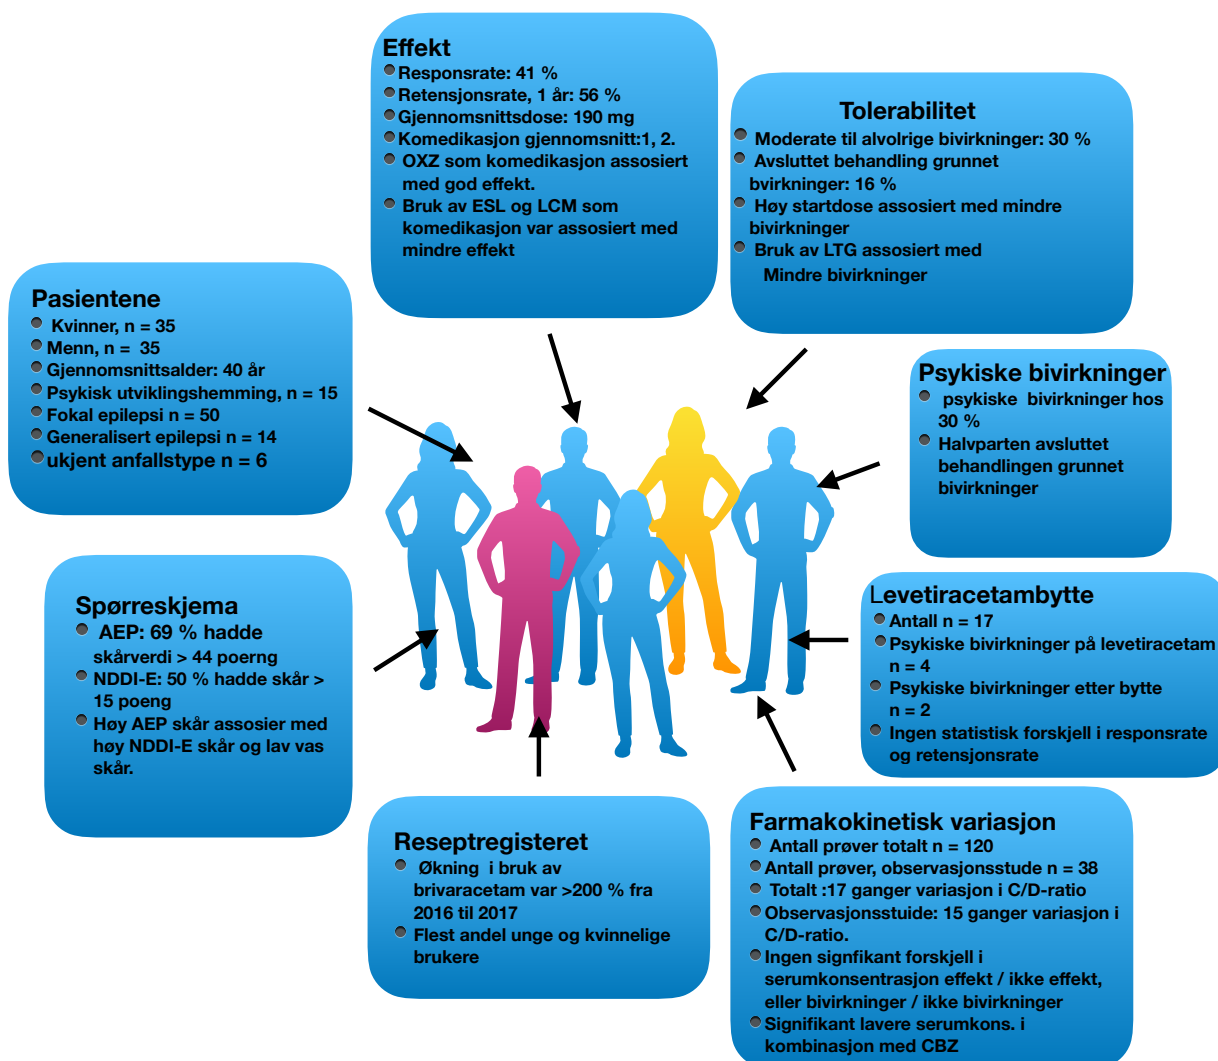 Effekt
Responsrate: 41 %
Retensjonsrate, 1 år: 56 %
Gjennomsnittsdose: 190 mg
Komedikasjon gjennomsnitt:1, 2.
OXZ som komedikasjon assosiert
med god effekt.
Bruk av ESL og LCM som
komedikasjon var assosiert med
mindre effekt
Tolerabilitet
Moderate til alvolrige bivirkninger: 30 %
Avsluttet behandling grunnet
bvirkninger: 16 %
Høy startdose assosiert med mindre
bivirkninger
Bruk av LTG assosiert med
Mindre bivirkninger
Pasientene
Kvinner, n = 35
Menn, n = 35
Gjennomsnittsalder: 40 år
Psykisk utviklingshemming, n = 15
Fokal epilepsi n = 50
Generalisert epilepsi n = 14
ukjent anfallstype n = 6
Psykiske bivirkninger
psykiske bivirkninger hos
30 %
Halvparten avsluttet
behandlingen grunnet
bivirkninger
Spørreskjema
AEP: 69 % hadde
skårverdi > 44 poerng
NDDI-E: 50 % hadde skår >
15 poeng
Høy AEP skår assosier med
høy NDDI-E skår og lav vas
skår.
Levetiracetambytte
Antall n = 17
Psykiske bivirkninger på levetiracetam
n = 4
Psykiske bivirkninger etter bytte
n = 2
Ingen statistisk forskjell i responsrate
og retensjonsrate
Reseptregisteret
Økning i bruk av
brivaracetam var >200 % fra
2016 til 2017
Flest andel unge og kvinnelige
brukere
Farmakokinetisk variasjon
Antall prøver totalt n = 120
Antall prøver, observasjonsstude n = 38
Totalt :17 ganger variasjon i C/D-ratio
Observasjonsstuide: 15 ganger variasjon i
C/D-ratio.
Ingen signfikant forskjell i
serumkonsentrasjon effekt / ikke effekt,
eller bivirkninger / ikke bivirkninger
Signifikant lavere serumkons. i
kombinasjon med CBZ